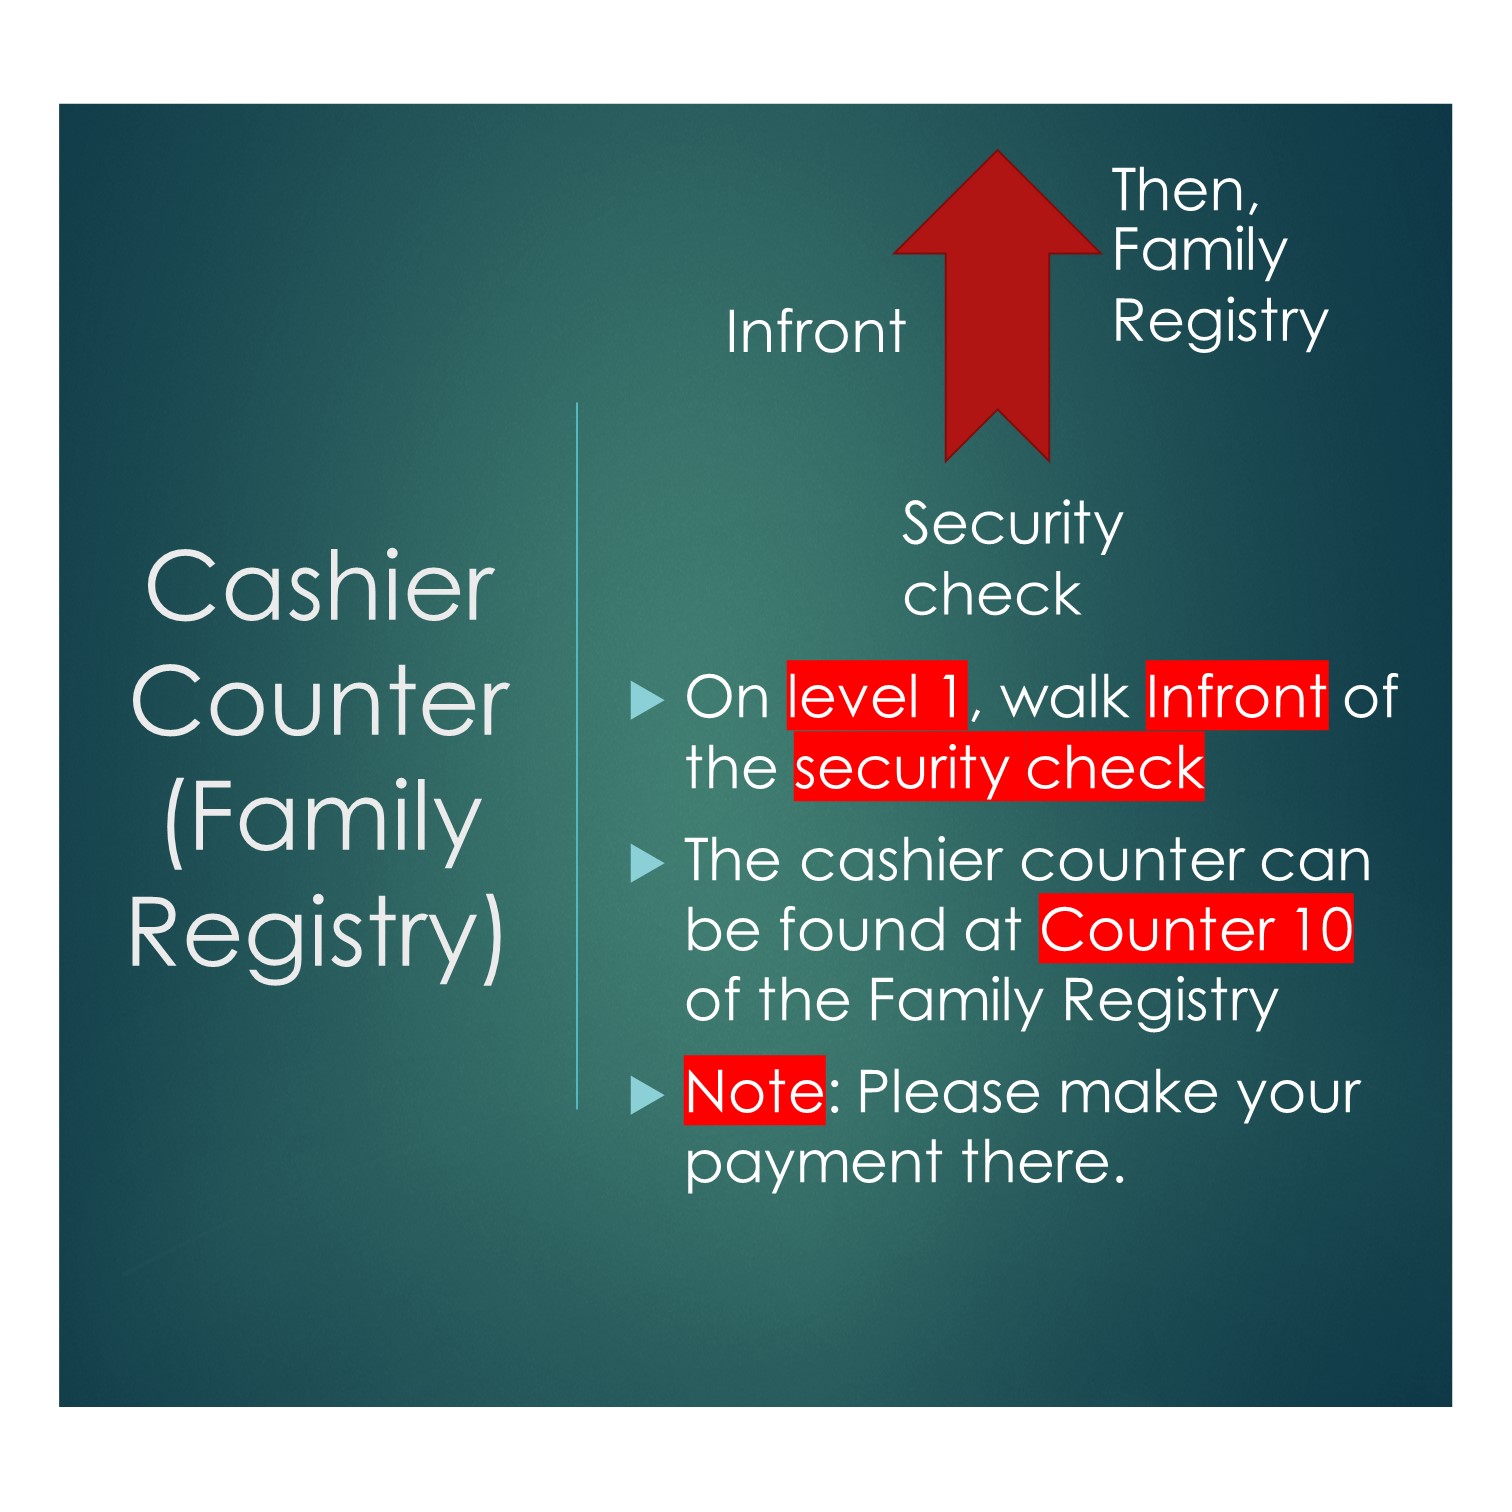 Cashier
Counter
(Family
Registry)
Then,
Family
Registry
Infront
Security
check
On level 1, walk Infront of
the security check
The cashier counter can
be found at Counter 10
of the Family Registry
Note: Please make your
payment there.